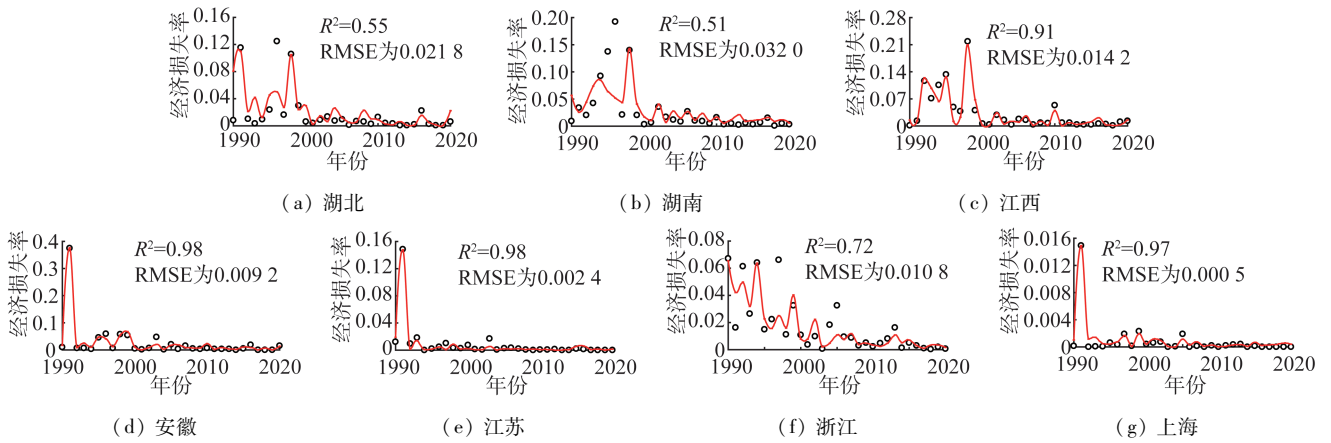 经济损失率
0.16
0.12
0.08
0.04
0
R²=0.55
RMSE为0.021 8
1990
2000
2010
2020
年份
(a) 湖北
经济损失率
0.20
0.15
0.10
0.05
0
R²=0.51
RMSE为0.032 0
1990
2000
2010
2020
年份
(b) 湖南
经济损失率
0.28
0.21
0.14
0.07
0
R²=0.91
RMSE为0.014 2
1990
2000
2010
2020
年份
(c) 江西
经济损失率
0.4
0.3
0.2
0.1
0
R²=0.98
RMSE为0.009 2
1990
2000
2010
2020
年份
(d) 安徽
经济损失率
0.16
0.12
0.08
0.04
0
R²=0.98
RMSE为0.002 4
1990
2000
2010
2020
年份
(e) 江苏
经济损失率
0.08
0.06
0.04
0.02
0
R²=0.72
RMSE为0.010 8
1990
2000
2010
2020
年份
(f) 浙江
经济损失率
0.016
0.012
0.008
0.004
0
R²=0.97
RMSE为0.000 5
1990
2000
2010
2020
年份
(g) 上海